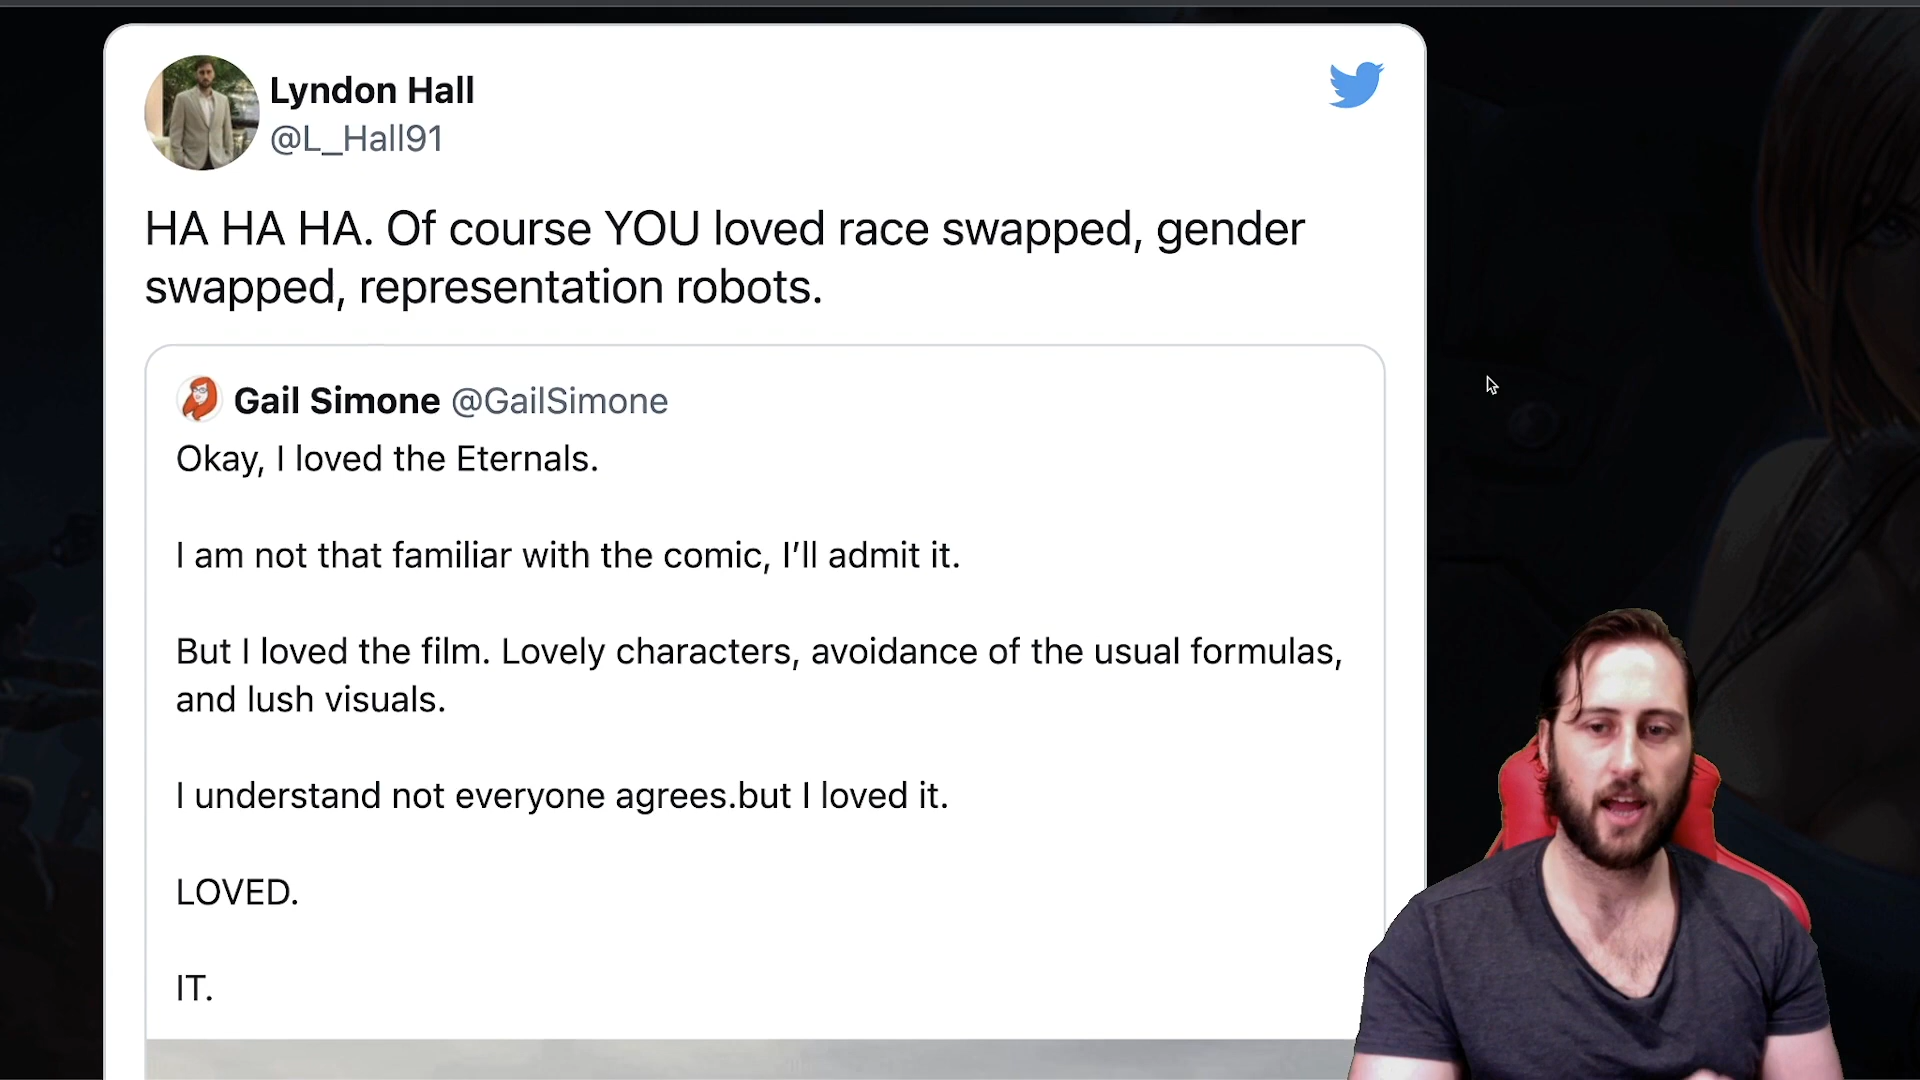 Lyndon Hall
@L_Hall91
HA HA HA. Of course YOU loved race swapped, gender
swapped, representation robots.
Gail Simone @GailSimone
Okay, I loved the Eternals.
I am not that familiar with the comic, I’ll admit it.
But I loved the film. Lovely characters, avoidance of the usual formulas,
and lush visuals.
I understand not everyone agrees.but I loved it.
LOVED.
IT.